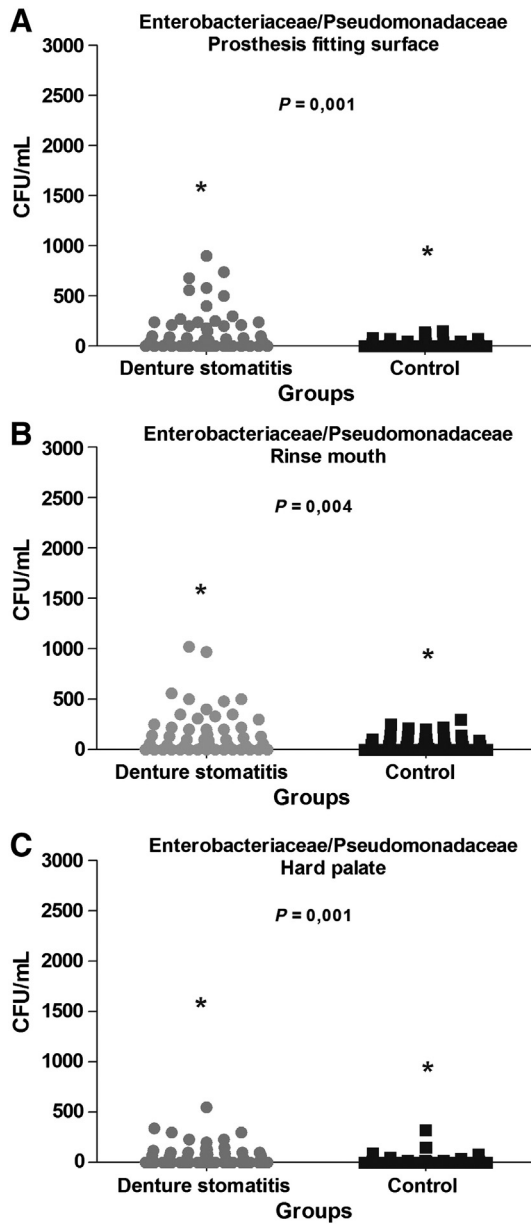 A
Enterobacteriaceae/Pseudomonadaceae
Prosthesis fitting surface
P = 0,001
*
*
CFU/mL
3000
2500
2000
1500
1000
500
0
Denture stomatitis
Control
Groups
B
Enterobacteriaceae/Pseudomonadaceae
Rinse mouth
P = 0,004
*
*
CFU/mL
3000
2500
2000
1500
1000
500
0
Denture stomatitis
Control
Groups
C
Enterobacteriaceae/Pseudomonadaceae
Hard palate
P = 0,001
*
*
CFU/mL
3000
2500
2000
1500
1000
500
0
Denture stomatitis
Control
Groups